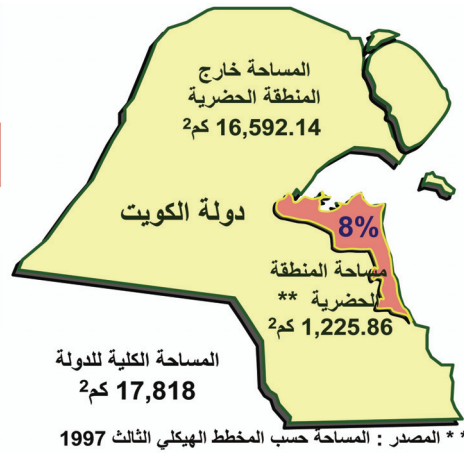 المساحة خارج
المنطقة الحضرية
16,592.14 كم²
دولة الكويت
8%
مساحة المنطقة
الحضرية **
1,225.86 كم²
المساحة الكلية للدولة
17,818 كم²
* * المصدر : المساحة حسب المخطط الهيكلي الثالث 1997